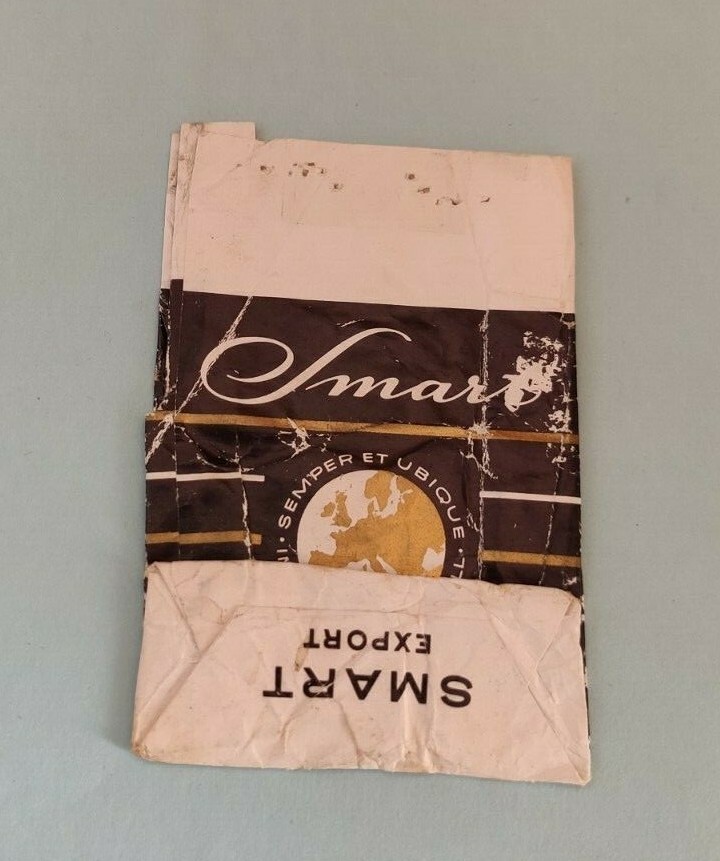 Smart
• SEMPER ET UBIQUE •
SMART
EXPORT